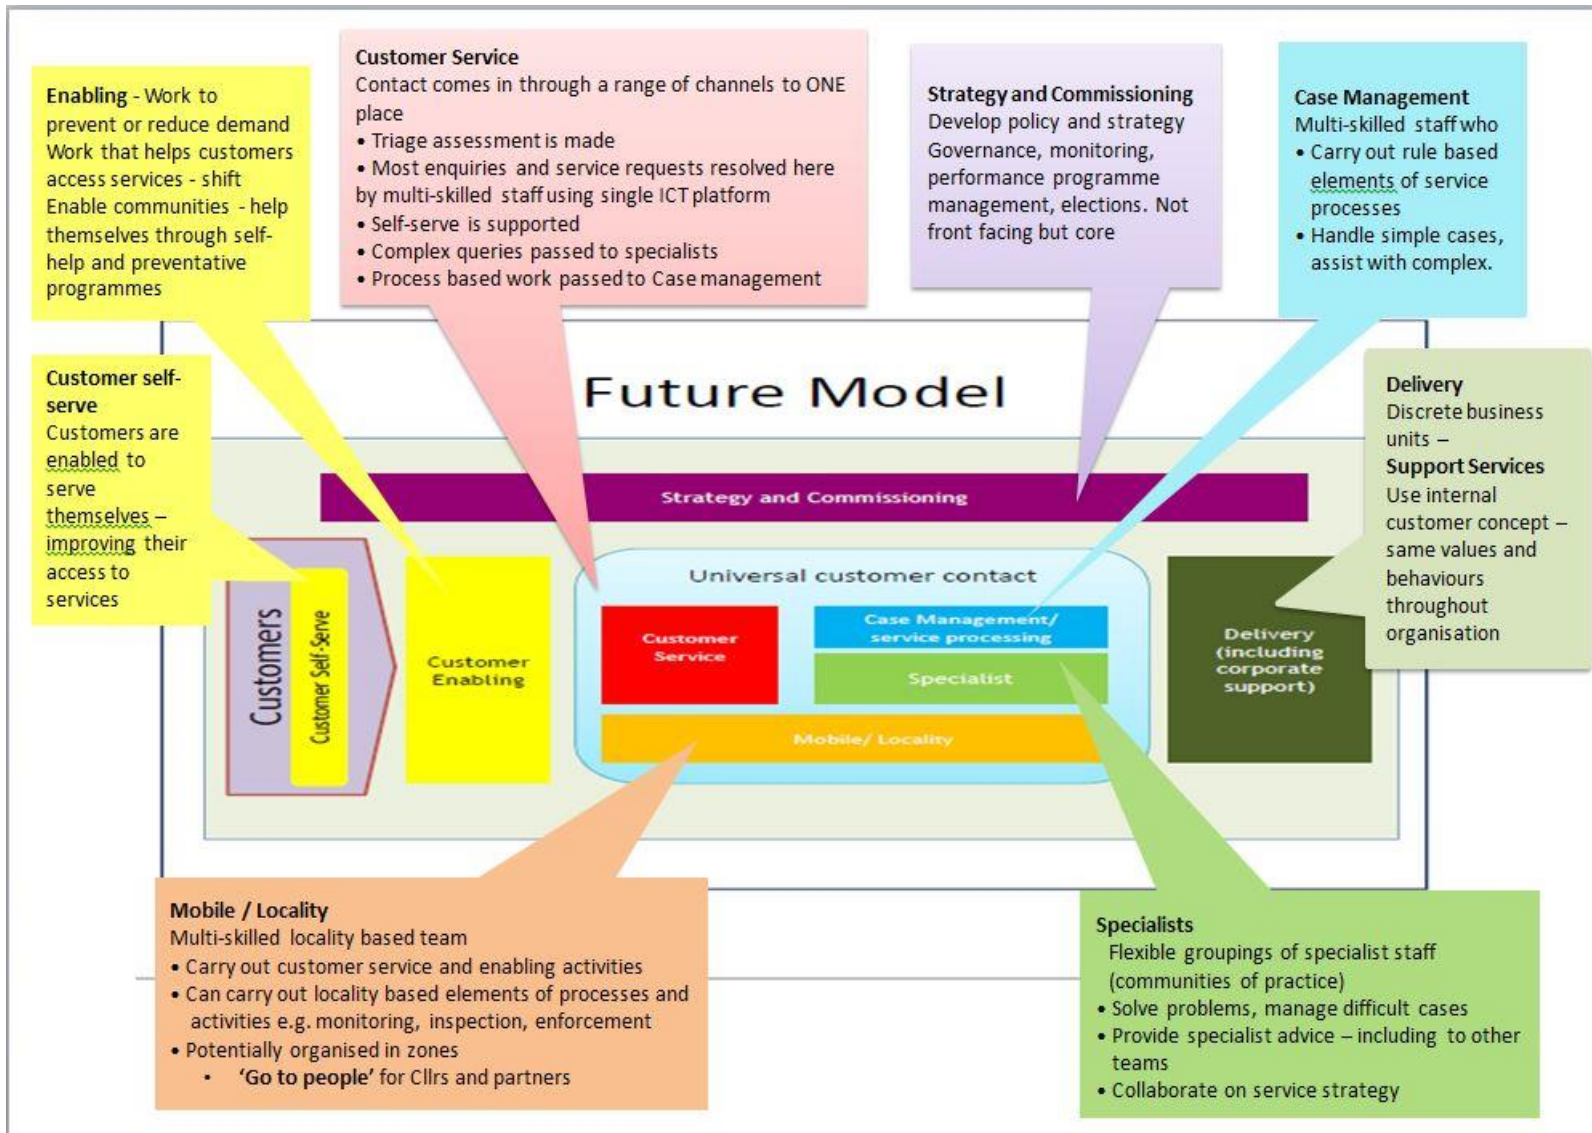 Enabling - Work to
prevent or reduce demand
Work that helps customers
access services - shift
Enable communities - help
themselves through self-
help and preventative
programmes
Customer Service
Contact comes in through a range of channels to ONE
place
• Triage assessment is made
• Most enquiries and service requests resolved here
by multi-skilled staff using single ICT platform
• Self-serve is supported
• Complex queries passed to specialists
• Process based work passed to Case management
Strategy and Commissioning
Develop policy and strategy
Governance, monitoring,
performance programme
management, elections. Not
front facing but core
Case Management
Multi-skilled staff who
• Carry out rule based
elements of service
processes
• Handle simple cases,
assist with complex.
Customer self-
serve
Customers are
enabled to
serve
themselves –
improving their
access to
services
Future Model
Delivery
Discrete business
units –
Support Services
Use internal
customer concept –
same values and
behaviours
throughout
organisation
Strategy and Commissioning
Customers
Customer Self-Serve
Customer
Enabling
Universal customer contact
Customer
Service
Case Management/
service processing
Specialist
Mobile/ Locality
Delivery
(including
corporate
support)
Mobile / Locality
Multi-skilled locality based team
• Carry out customer service and enabling activities
• Can carry out locality based elements of processes and
activities e.g. monitoring, inspection, enforcement
• Potentially organised in zones
• ‘Go to people’ for Cllrs and partners
Specialists
Flexible groupings of specialist staff
(communities of practice)
• Solve problems, manage difficult cases
• Provide specialist advice – including to other
teams
• Collaborate on service strategy